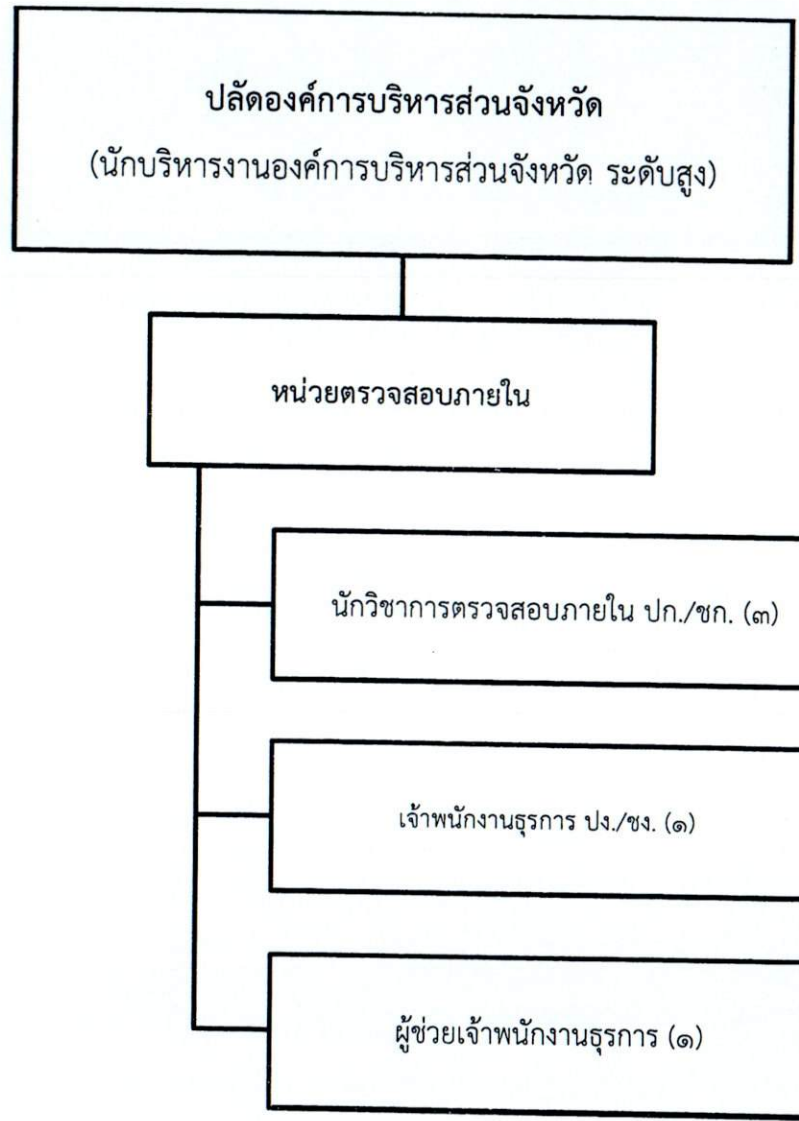 ปลัดองค์การบริหารส่วนจังหวัด
(นักบริหารงานองค์การบริหารส่วนจังหวัด ระดับสูง)
หน่วยตรวจสอบภายใน
นักวิชาการตรวจสอบภายใน ปก./ชก. (๓)
เจ้าพนักงานธุรการ ปง./ชง. (๑)
ผู้ช่วยเจ้าพนักงานธุรการ (๑)